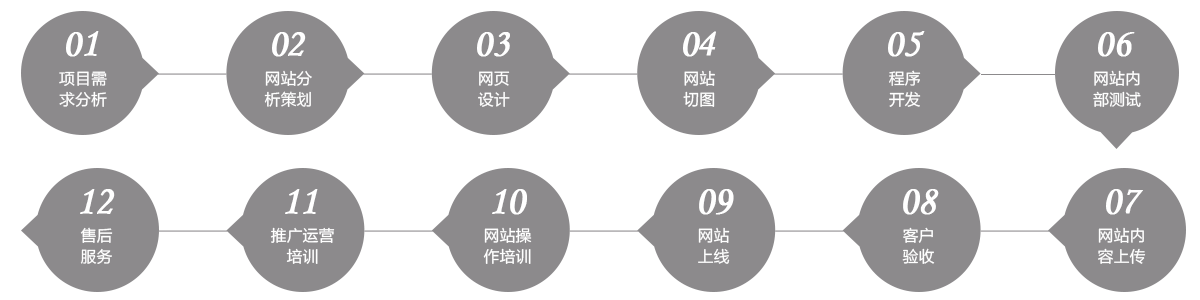 01
项目需
求分析
02
网站分
析策划
03
网页
设计
04
网站
切图
05
程序
开发
06
网站内
部测试
07
网站内
容上传
08
客户
验收
09
网站
上线
10
网站操
作培训
11
推广运营
培训
12
售后
服务